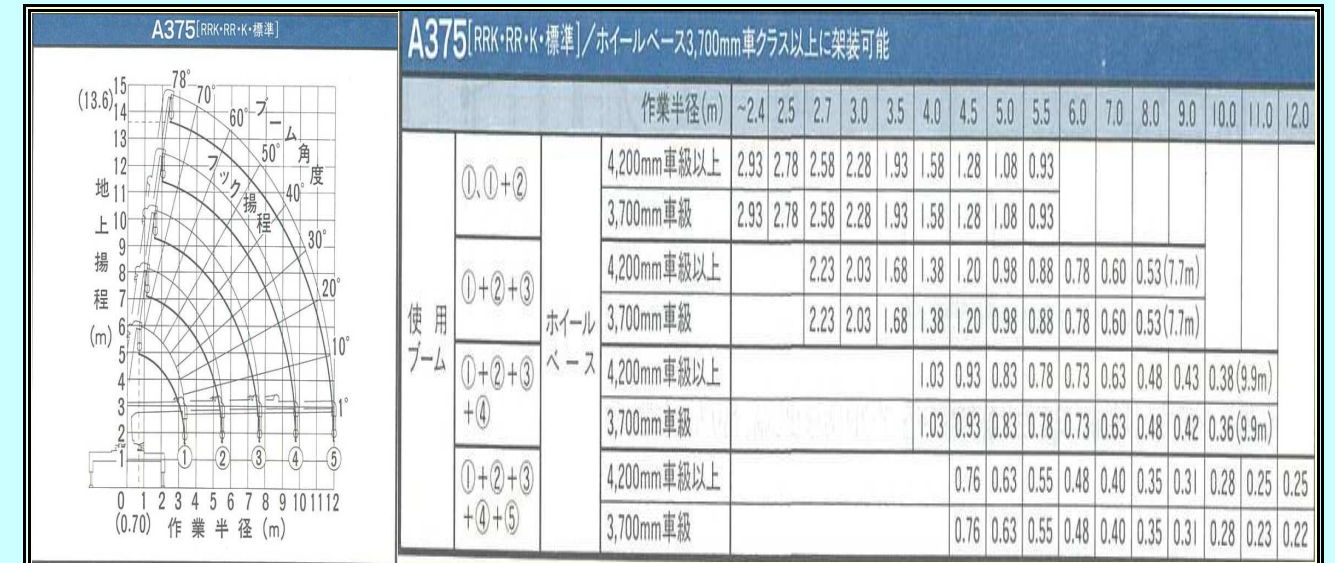 A375[RRK・RR・K・標準]
ブーム角度
フック揚程
78°
70°
60°
50°
40°
30°
20°
10°
1°
地上揚程(m)
15
(13.6)
14
13
12
11
10
9
8
7
6
5
4
3
2
1
① ② ③ ④ ⑤
0 1 2 3 4 5 6 7 8 9 10 11 12
(0.70) 作業半径(m)
A375[RRK・RR・K・標準]/ホイールベース3,700mm車クラス以上に架装可能
作業半径(m) ~2.4 2.5 2.7 3.0 3.5 4.0 4.5 5.0 5.5 6.0 7.0 8.0 9.0 10.0 11.0 12.0
使用ブーム
ホイールベース
①、①+②
4,200mm車級以上 2.93 2.78 2.58 2.28 1.93 1.58 1.28 1.08 0.93
3,700mm車級 2.93 2.78 2.58 2.28 1.93 1.58 1.28 1.08 0.93
①+②+③
4,200mm車級以上 2.23 2.03 1.68 1.38 1.20 0.98 0.88 0.78 0.60 0.53(7.7m)
3,700mm車級 2.23 2.03 1.68 1.38 1.20 0.98 0.88 0.78 0.60 0.53(7.7m)
①+②+③
+④
4,200mm車級以上 1.03 0.93 0.83 0.78 0.73 0.63 0.48 0.43 0.38(9.9m)
3,700mm車級 1.03 0.93 0.83 0.78 0.73 0.63 0.48 0.42 0.36(9.9m)
①+②+③
+④+⑤
4,200mm車級以上 0.76 0.63 0.55 0.48 0.40 0.35 0.31 0.28 0.25 0.25
3,700mm車級 0.76 0.63 0.55 0.48 0.40 0.35 0.31 0.28 0.23 0.22